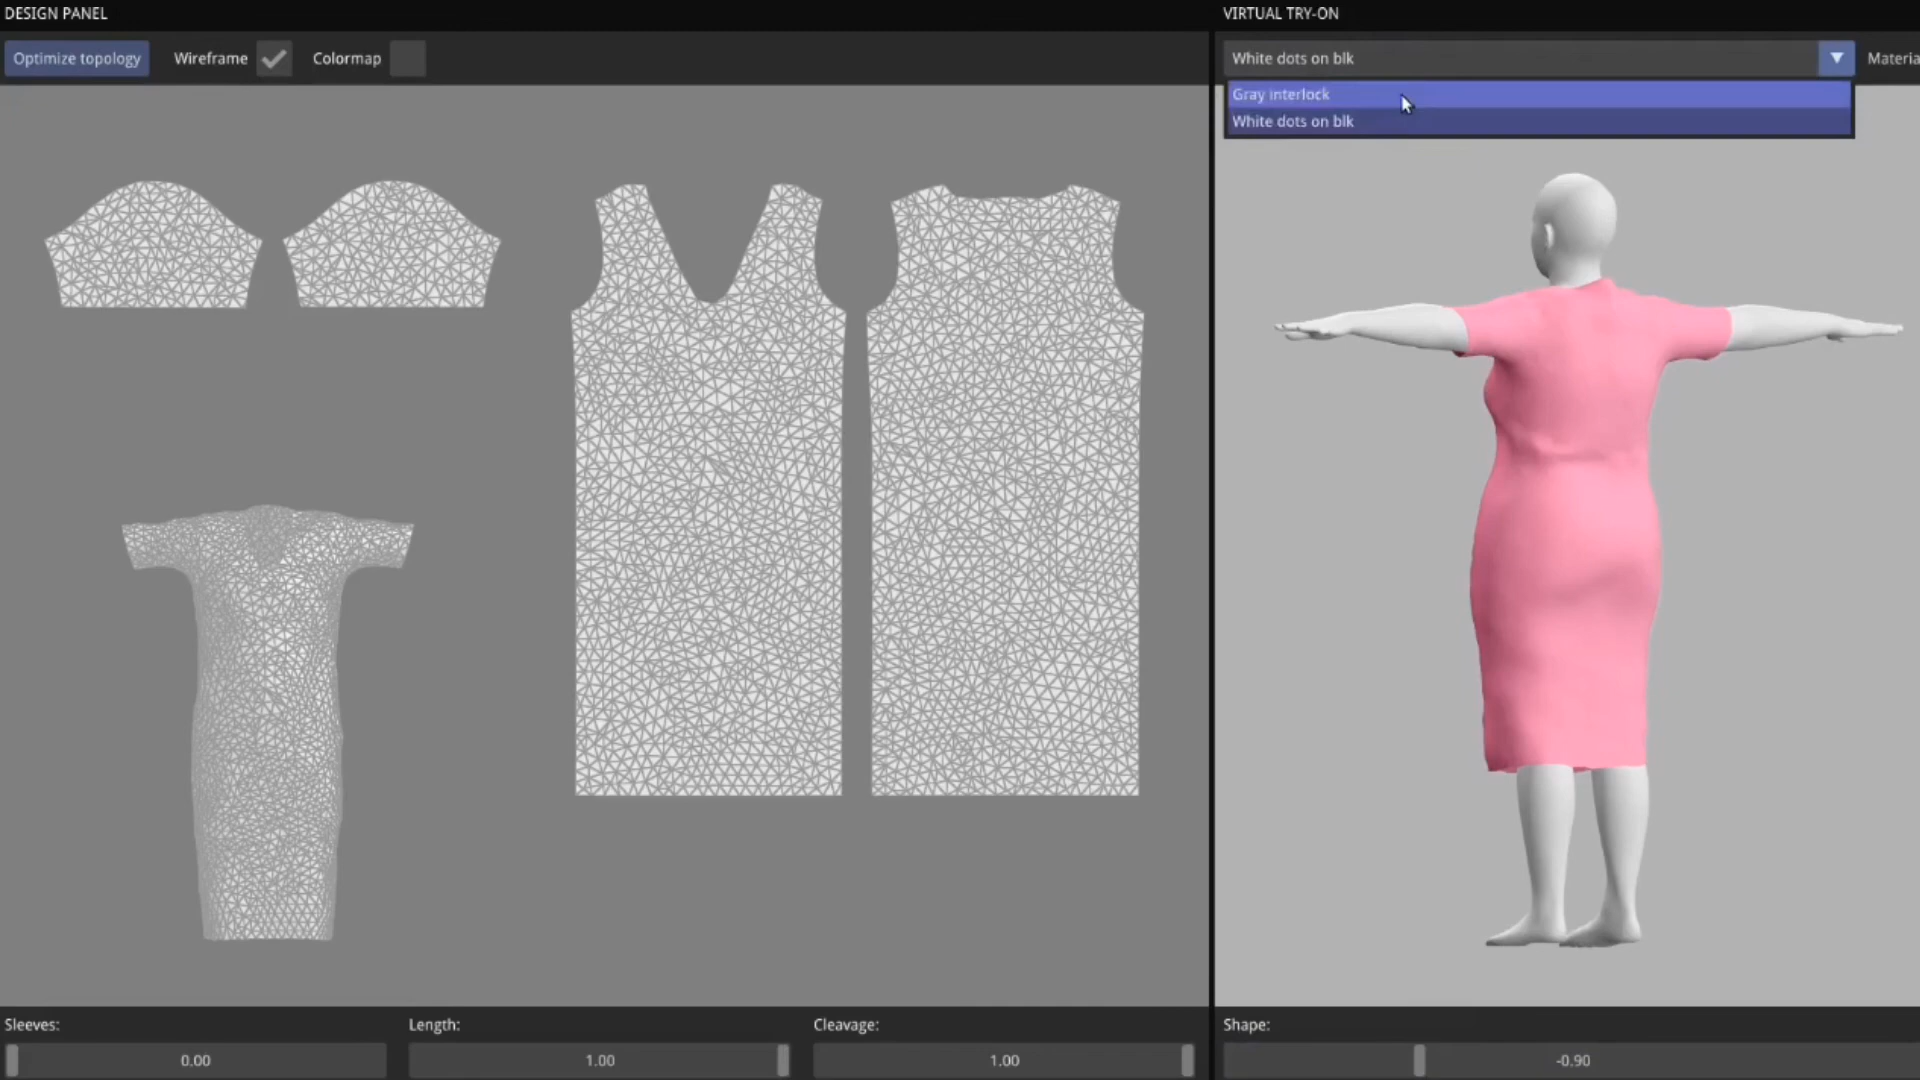 DESIGN PANEL
VIRTUAL TRY-ON
Optimize topology
Wireframe
Colormap
White dots on blk
Materia
Gray interlock
White dots on blk
Sleeves:
Length:
Cleavage:
Shape:
0.00
1.00
1.00
-0.90